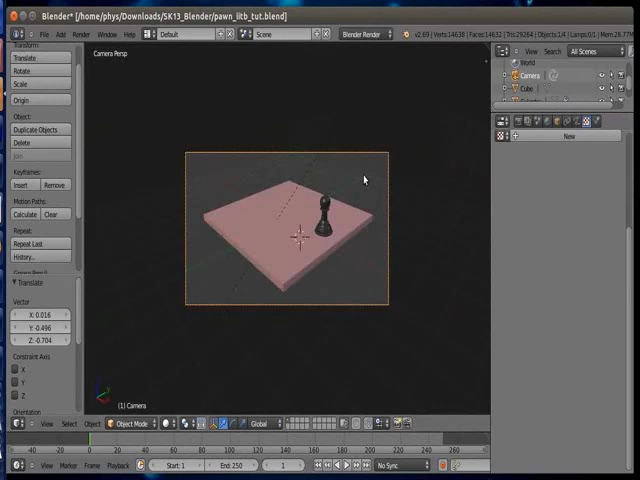 Blender* [/home/phys/Downloads/SK13_Blender/pawn_iitb_tut.blend]
File Add Render Window Help Default Scene Blender Render v2.69 | Verts:14638 | Faces:14632 | Tris:29264 | Objects:1/4 | Lamps:0/1 | Mem:28.77M
Transform:
Translate
Rotate
Scale
Origin
Object:
Duplicate Objects
Delete
Join
Keyframes:
Insert Remove
Motion Paths:
Calculate Clear
Repeat:
Repeat Last
History...
Translate
Vector
X: 0.016
Y: -0.496
Z: -0.704
Constraint Axis
X
Y
Z
Orientation
Camera Persp
(1) Camera
View Select Object Object Mode Global
View Search All Scenes
World
Camera
Cube
New
-40 -20 0 20 40 60 80 100 120 140 160 180 200 220 240 260
View Marker Frame Playback Start: 1 End: 250 1 No Sync